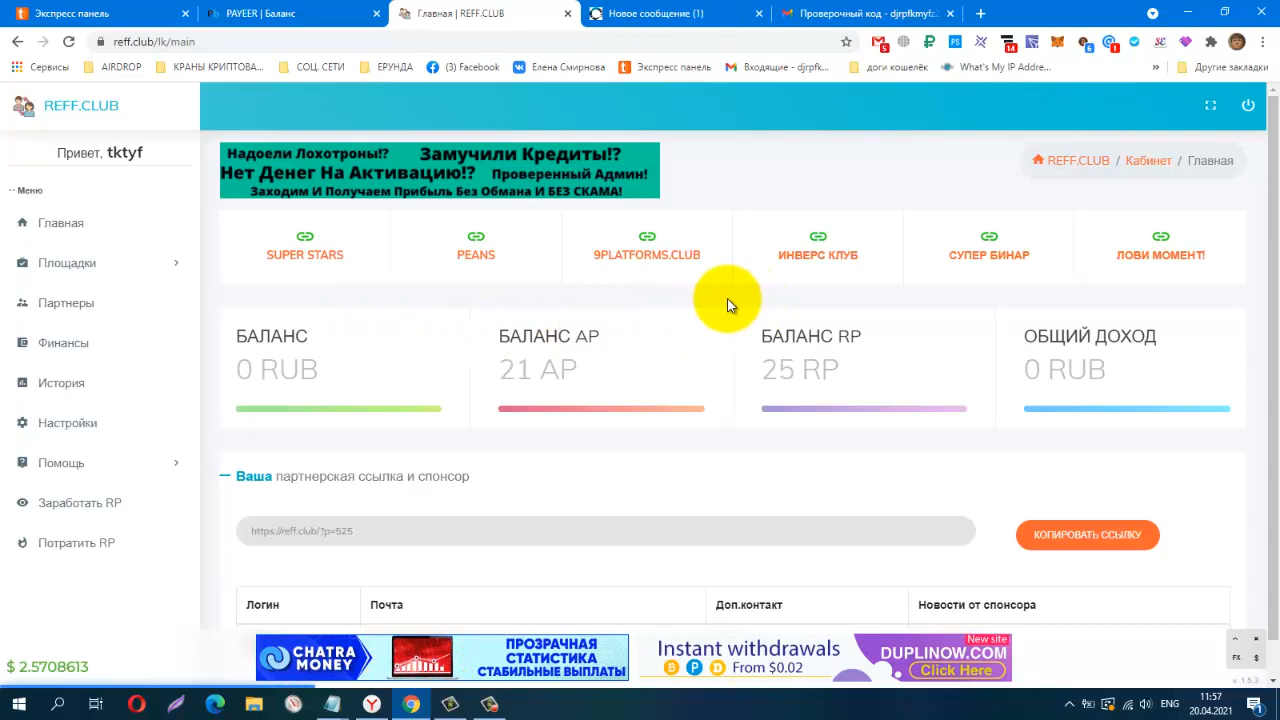 Экспресс панель
PAYEER | Баланс
Главная | REFF.CLUB
Новое сообщение (1)
Проверочный код - djrpfkmyfz
reff.club/lk/main
Сервисы
AIRDROP
КРАНЫ КРИПТОВА...
СОЦ. СЕТИ
ЕРУНДА
(3) Facebook
Елена Смирнова
Экспресс панель
Входящие - djrpfk...
доги кошелёк
What's My IP Addre...
»
Другие закладки
REFF.CLUB
Привет, tktyf
-- Меню
Главная
Площадки
Партнеры
Финансы
История
Настройки
Помощь
Заработать RP
Потратить RP
$ 2.5708613
Надоели Лохотроны!? Замучили Кредиты!?
Нет Денег На Активацию!? Проверенный Админ!
Заходим И Получаем Прибыль Без Обмана И БЕЗ СКАМА!
REFF.CLUB / Кабинет / Главная
SUPER STARS
PEANS
9PLATFORMS.CLUB
ИНВЕРС КЛУБ
СУПЕР БИНАР
ЛОВИ МОМЕНТ!
БАЛАНС
0 RUB
БАЛАНС AP
21 AP
БАЛАНС RP
25 RP
ОБЩИЙ ДОХОД
0 RUB
Ваша партнерская ссылка и спонсор
https://reff.club/?p=525
КОПИРОВАТЬ ССЫЛКУ
Логин Почта Доп.контакт Новости от спонсора
CHATRA
MONEY
ПРОЗРАЧНАЯ
СТАТИСТИКА
СТАБИЛЬНЫЕ ВЫПЛАТЫ
Instant withdrawals
From $0.02
New site
DUPLINOW.COM
Click Here
FX $
v. 1.5.3
ENG
11:57
20.04.2021